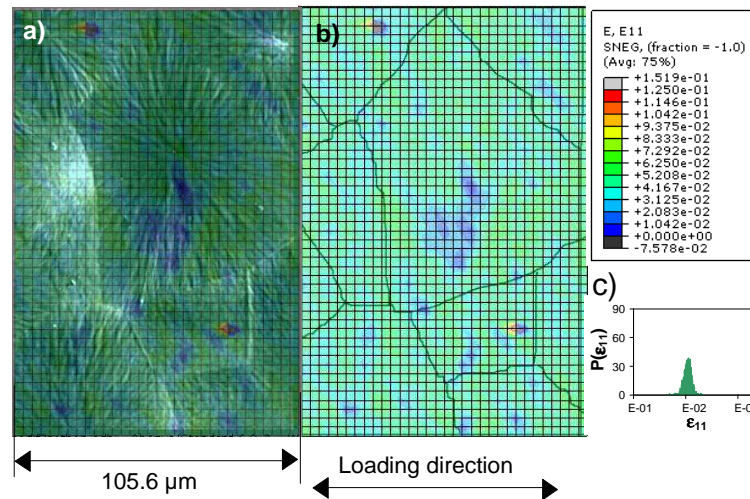 a)
b)
E, E11
SNEG, (fraction = -1.0)
(Avg: 75%)
+1.519e-01
+1.250e-01
+1.146e-01
+1.042e-01
+9.375e-02
+8.333e-02
+7.292e-02
+6.250e-02
+5.208e-02
+4.167e-02
+3.125e-02
+2.083e-02
+1.042e-02
+0.000e+00
-7.578e-02
c)
P(ε11)
90
60
30
0
E-01 E-02 E-0
ε11
105.6 µm
Loading direction